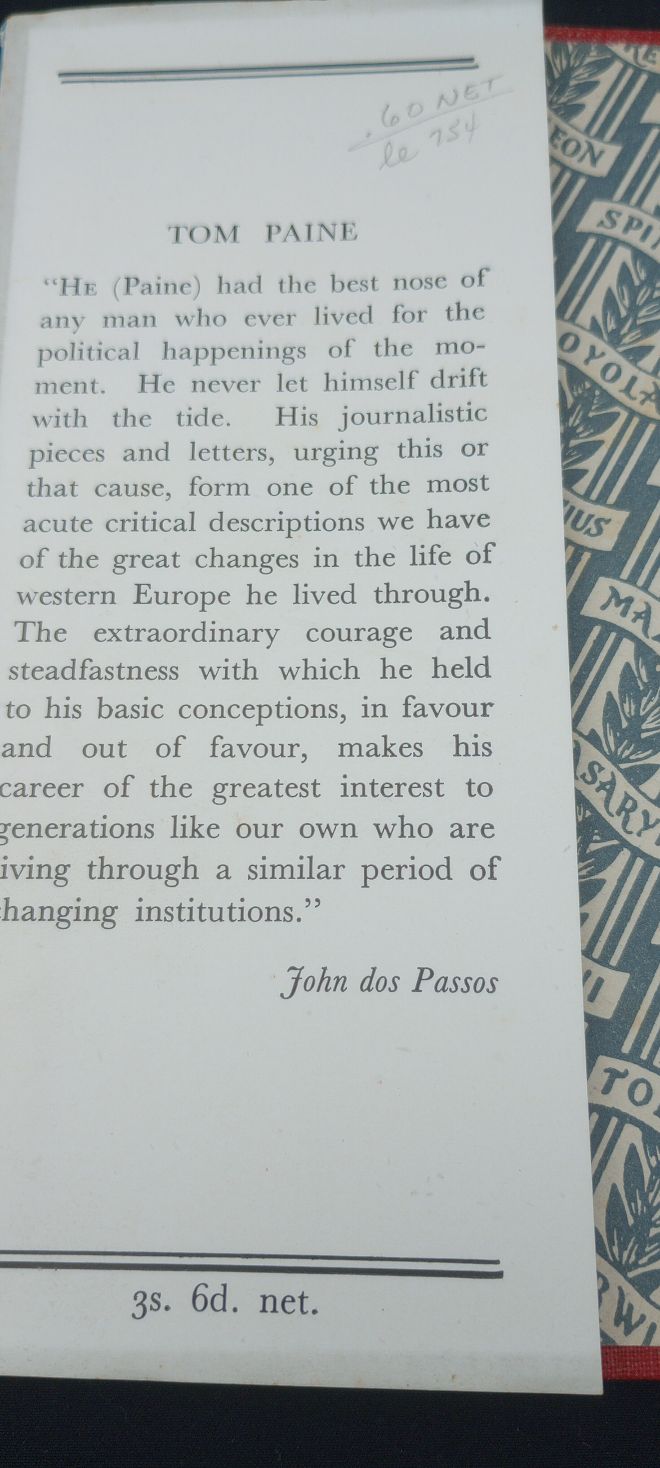 .60 NET
le 754
TOM PAINE
“HE (Paine) had the best nose of
any man who ever lived for the
political happenings of the mo-
ment. He never let himself drift
with the tide. His journalistic
pieces and letters, urging this or
that cause, form one of the most
acute critical descriptions we have
of the great changes in the life of
western Europe he lived through.
The extraordinary courage and
steadfastness with which he held
to his basic conceptions, in favour
and out of favour, makes his
career of the greatest interest to
generations like our own who are
iving through a similar period of
hanging institutions.”
John dos Passos
3s. 6d. net.
EON
SPI
OYOLA
IUS
MA
SARY
TO
RWI